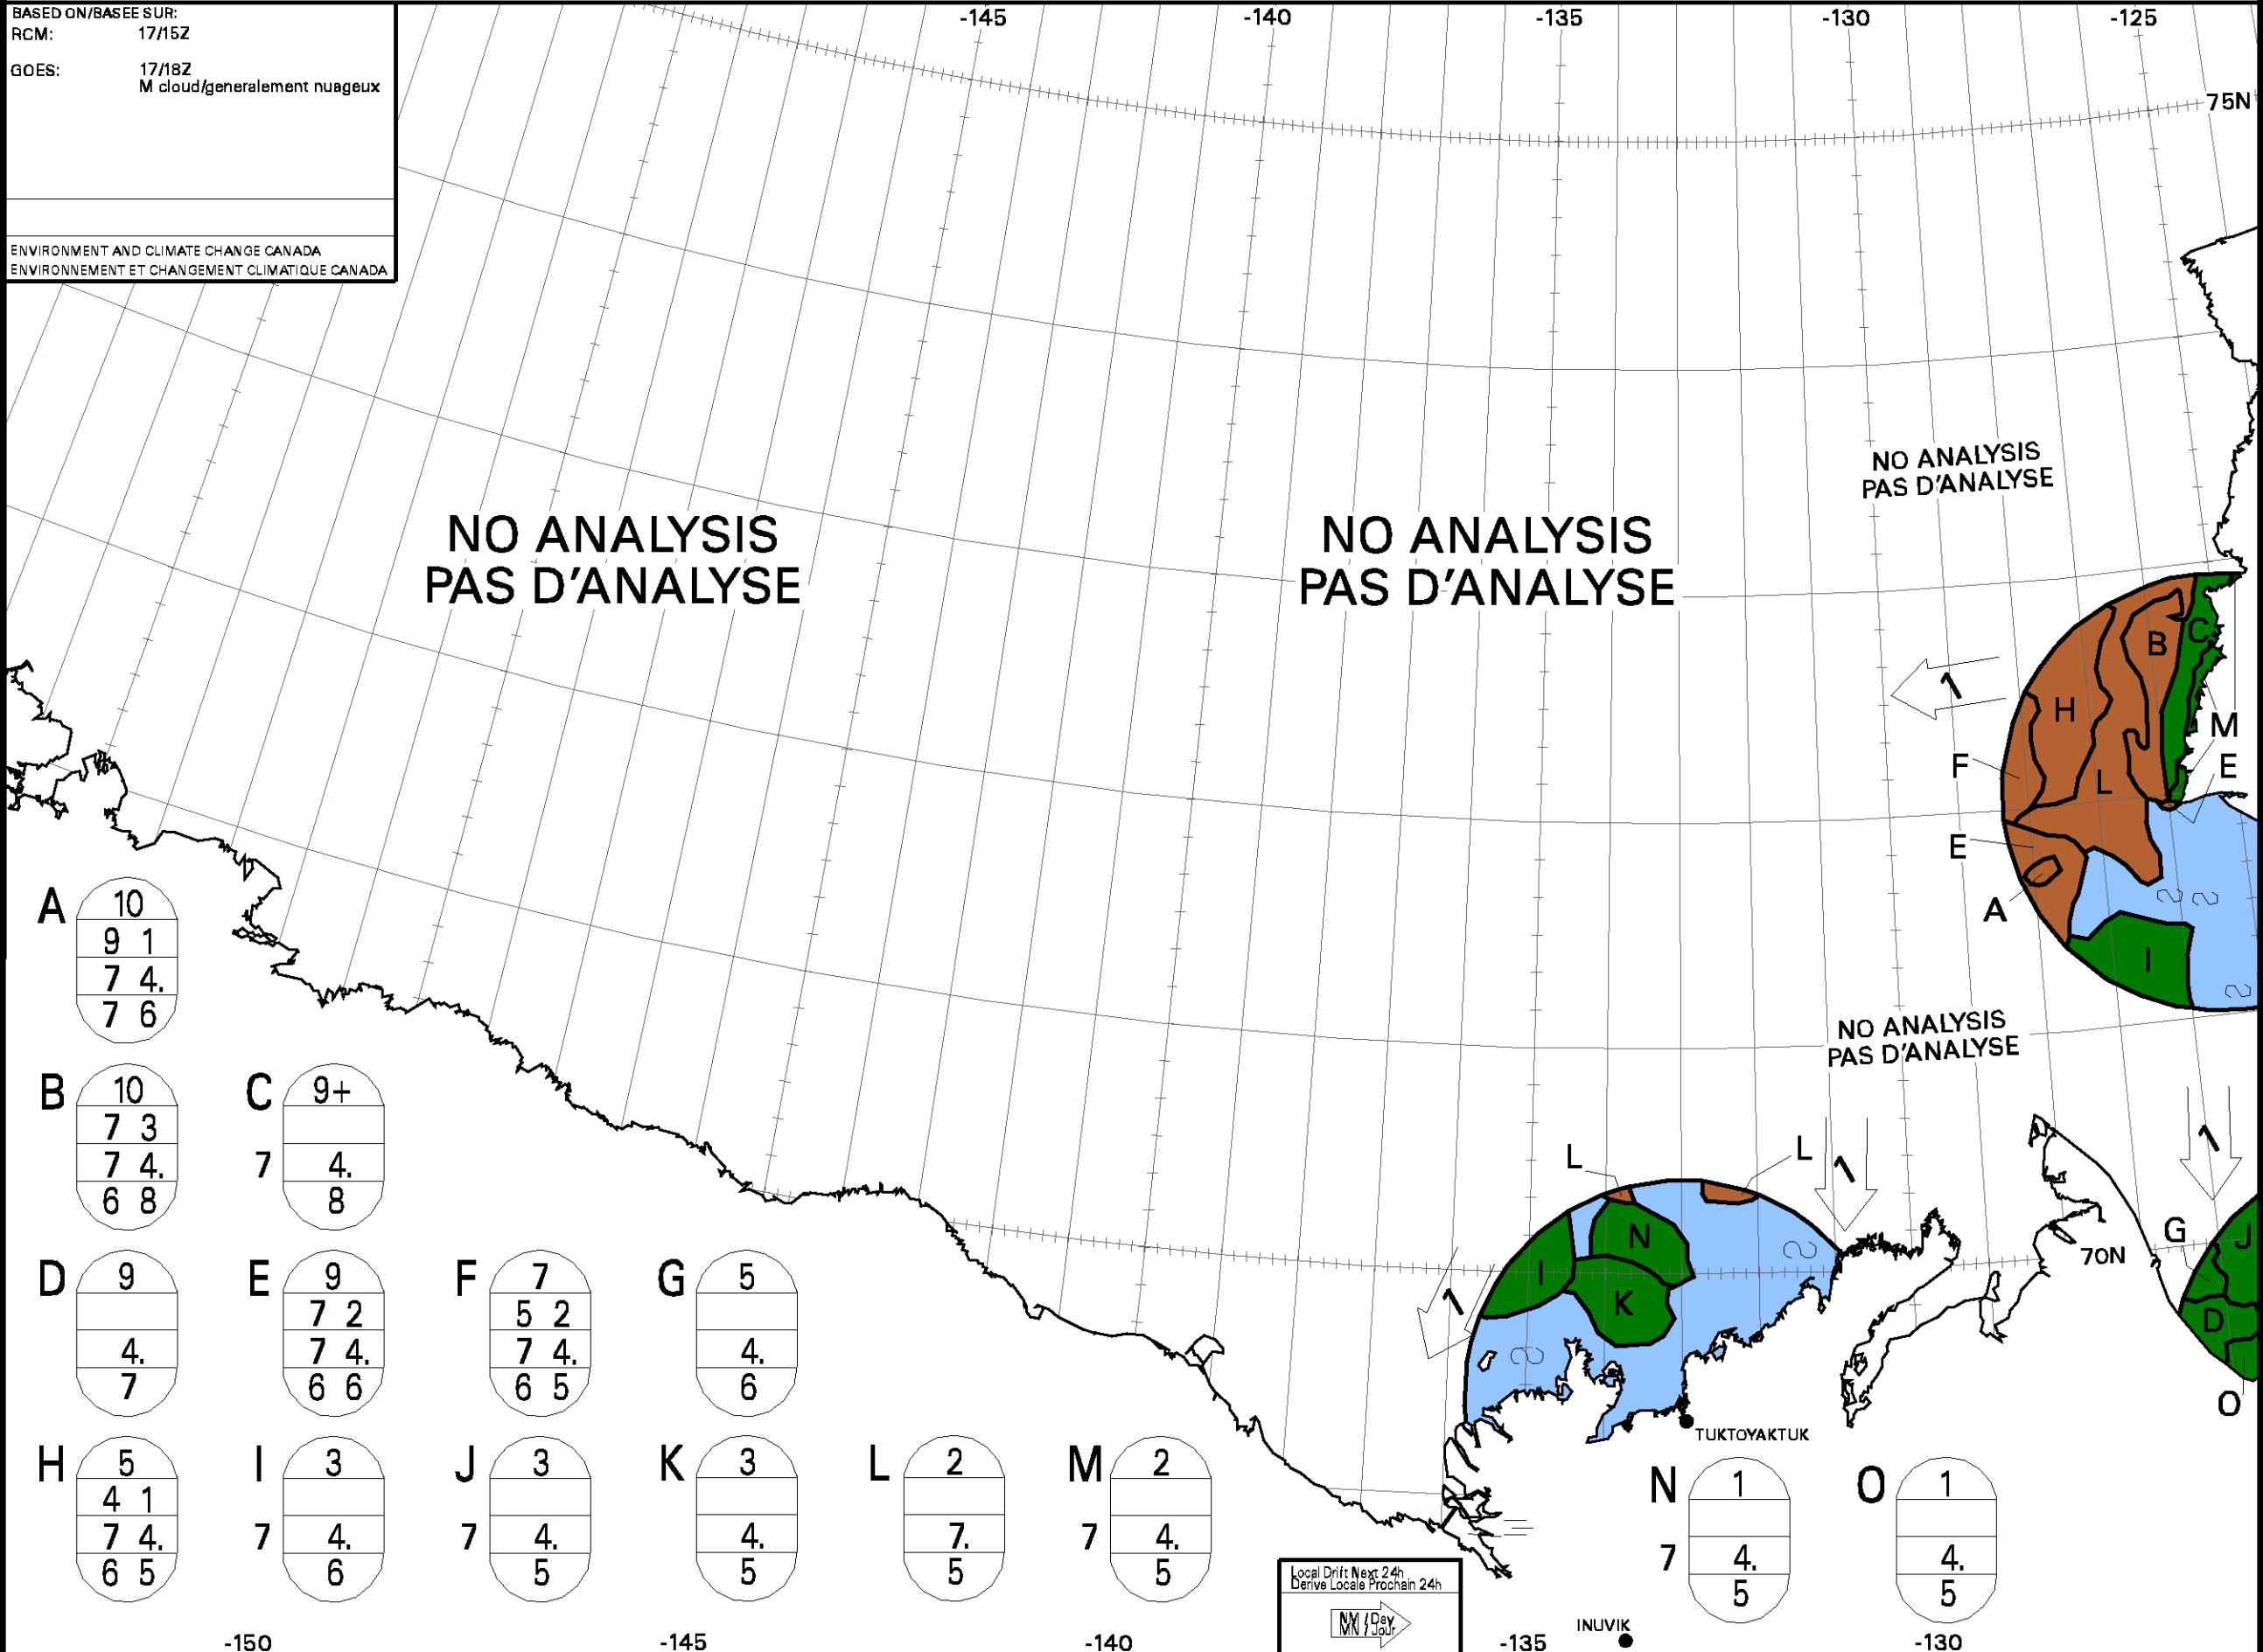 BASED ON/BASEE SUR:
RCM: 17/15Z
GOES: 17/18Z
M cloud/generalement nuageux
ENVIRONMENT AND CLIMATE CHANGE CANADA
ENVIRONNEMENT ET CHANGEMENT CLIMATIQUE CANADA
-145 -140 -135 -130 -125
75N
NO ANALYSIS
PAS D'ANALYSE
NO ANALYSIS
PAS D'ANALYSE
NO ANALYSIS
PAS D'ANALYSE
B
C
1
H
M
F
L
E
E
A
I
NO ANALYSIS
PAS D'ANALYSE
L
L
1
1
N
I
K
1
G
J
70N
D
O
TUKTOYAKTUK
A
10
9 1
7 4.
7 6
B
10
7 3
7 4.
6 8
C
9+
7 4.
8
D
9
4.
7
E
9
7 2
7 4.
6 6
F
7
5 2
7 4.
6 5
G
5
4.
6
H
5
4 1
7 4.
6 5
I
3
7 4.
6
J
3
7 4.
5
K
3
4.
5
L
2
7.
5
M
2
7 4.
5
N
1
7 4.
5
O
1
4.
5
Local Drift Next 24h
Derive Locale Prochain 24h
NM / Day
MN / Jour
INUVIK
-150 -145 -140 -135 -130